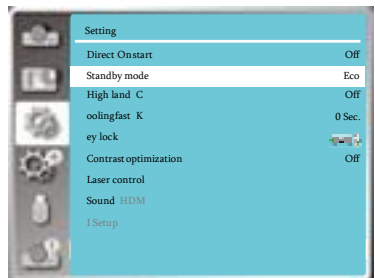 Setting
Direct Onstart Off
Standby mode Eco
High land C Off
oolingfast K 0 Sec.
ey lock
Contrast optimization Off
Laser control
Sound HDM
I Setup